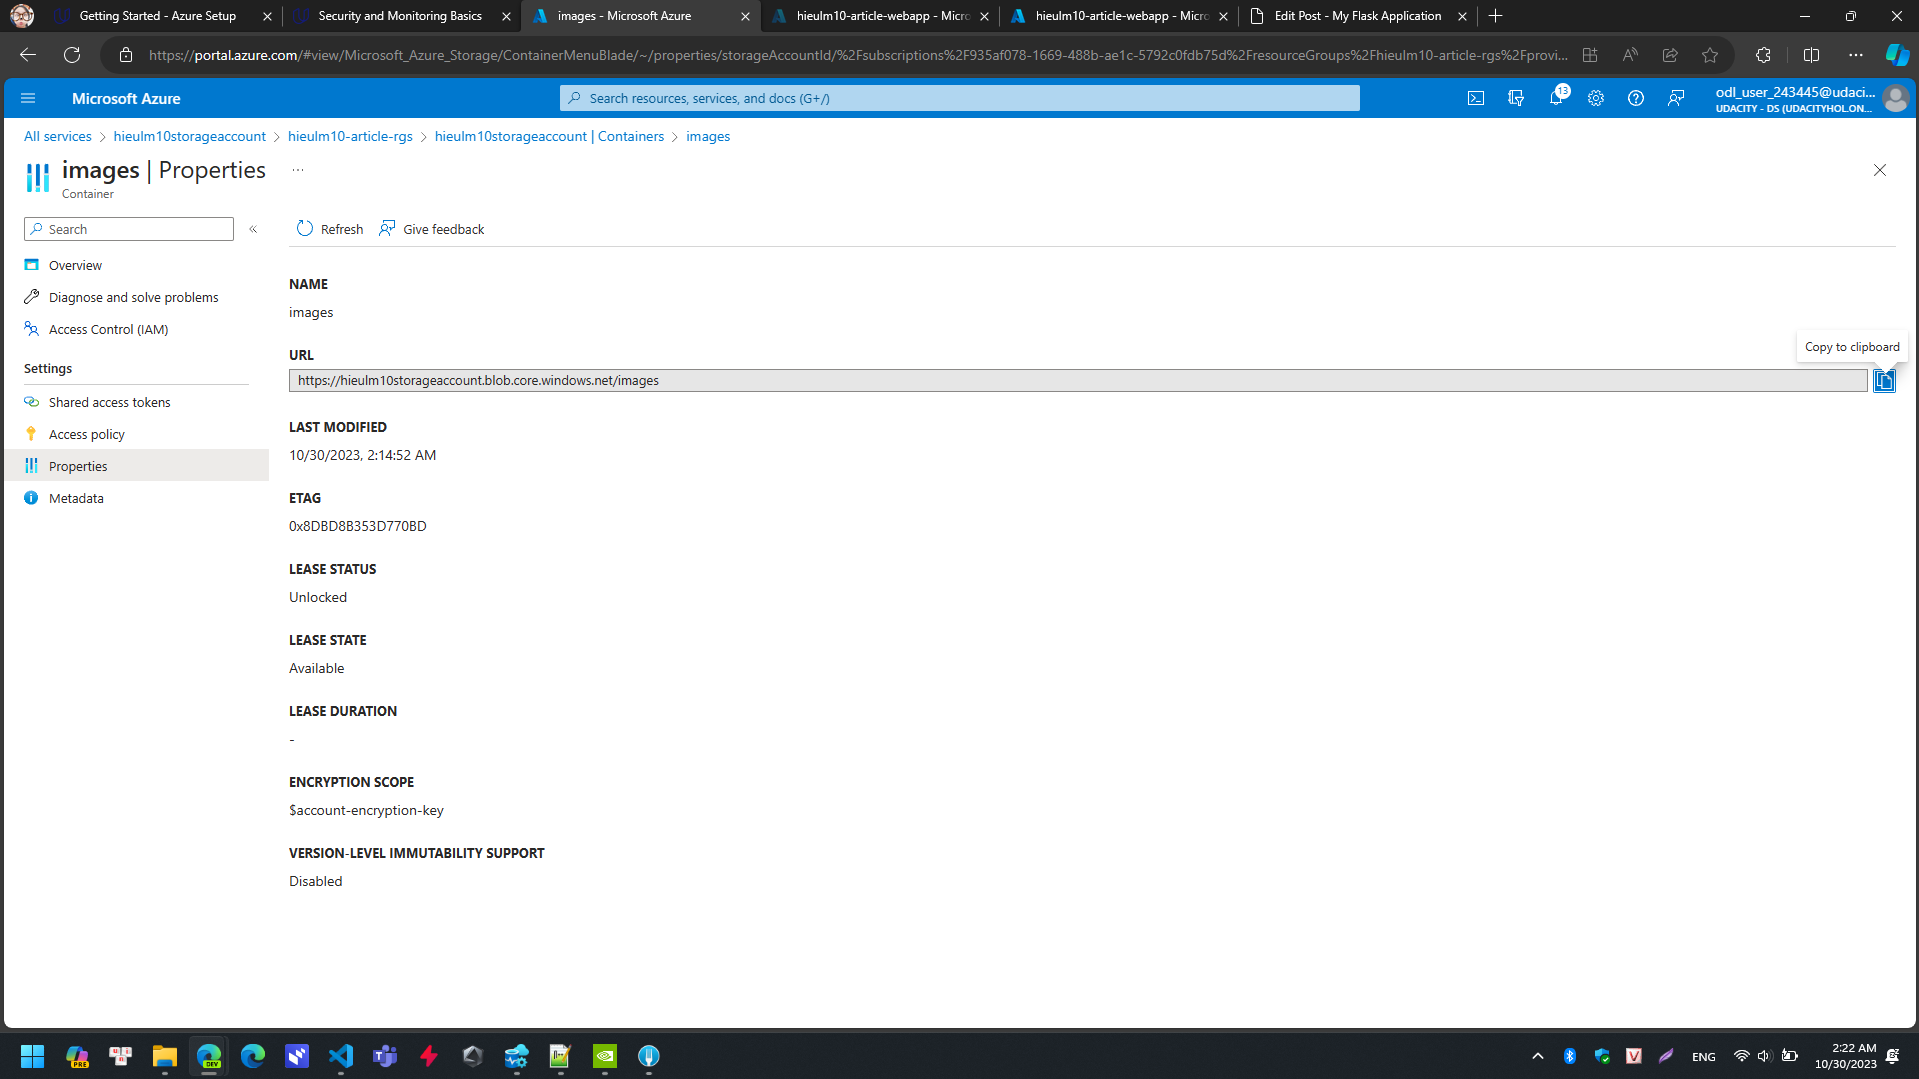 Getting Started - Azure Setup
Security and Monitoring Basics
images - Microsoft Azure
hieulm10-article-webapp - Micro
hieulm10-article-webapp - Micro
Edit Post - My Flask Application
https://portal.azure.com/#view/Microsoft_Azure_Storage/ContainerMenuBlade/~/properties/storageAccountId/%2Fsubscriptions%2F935af078-1669-488b-ae1c-5792c0fdb75d%2FresourceGroups%2Fhieulm10-article-rgs%2Fprovi...
Microsoft Azure
Search resources, services, and docs (G+/)
13
odl_user_243445@udaci...
UDACITY - DS (UDACITYHOL.ON...
All services > hieulm10storageaccount > hieulm10-article-rgs > hieulm10storageaccount | Containers > images
images | Properties ...
Container
Search
«
Refresh
Give feedback
Overview
Diagnose and solve problems
Access Control (IAM)
Settings
Shared access tokens
Access policy
Properties
Metadata
NAME
images
URL
Copy to clipboard
https://hieulm10storageaccount.blob.core.windows.net/images
LAST MODIFIED
10/30/2023, 2:14:52 AM
ETAG
0x8DBD8B353D770BD
LEASE STATUS
Unlocked
LEASE STATE
Available
LEASE DURATION
-
ENCRYPTION SCOPE
$account-encryption-key
VERSION-LEVEL IMMUTABILITY SUPPORT
Disabled
PRE
DEV
V
ENG
2:22 AM
10/30/2023